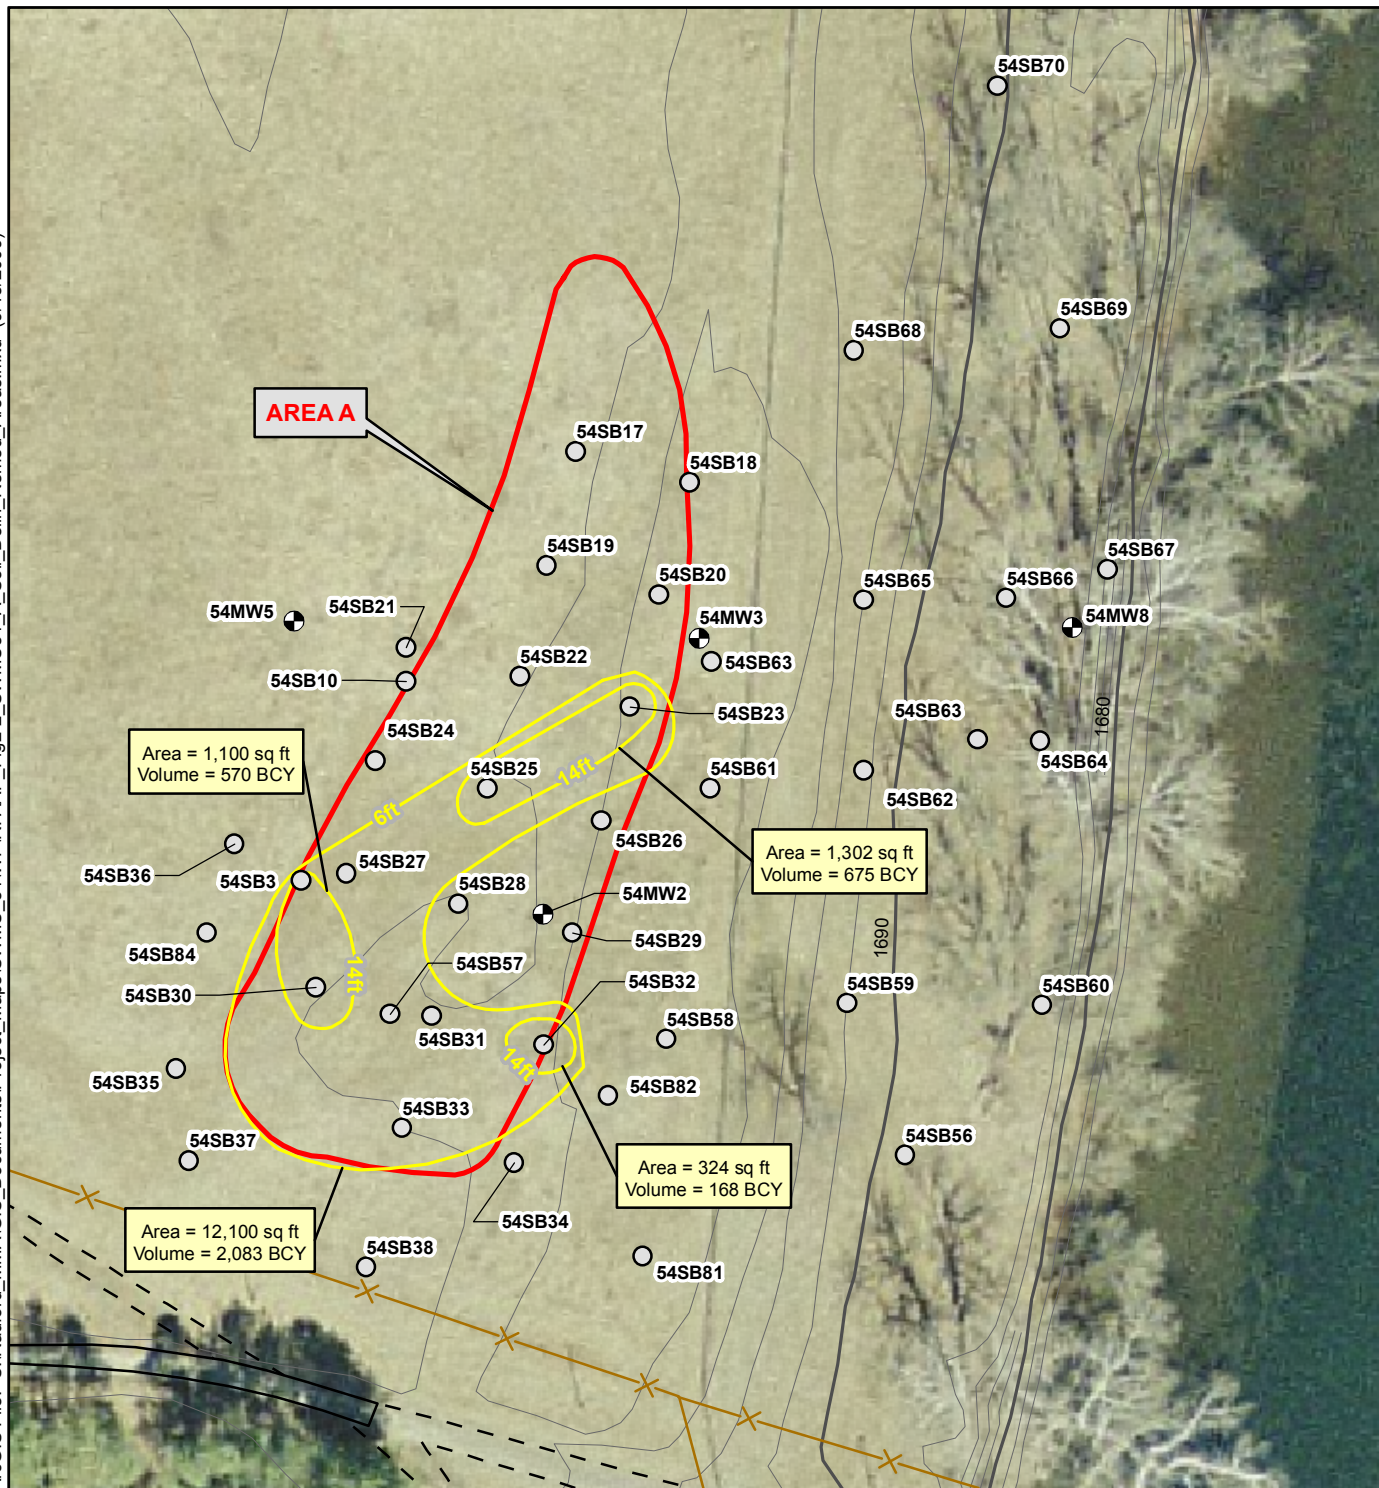 54SB70
54SB69
54SB68
AREA A
54SB17
54SB18
54SB19
54SB67
54SB20
54SB65
54SB66
54MW5
54SB21
54MW3
54MW8
54SB22
54SB63
54SB10
54SB23
54SB63
1680
54SB24
Area = 1,100 sq ft
Volume = 570 BCY
54SB64
54SB25
14ft
54SB61
54SB62
6ft
54SB26
Area = 1,302 sq ft
Volume = 675 BCY
54SB36
54SB3
54SB27
54SB28
54MW2
54SB84
54SB29
1690
54SB57
14ft
54SB30
54SB32
54SB59
54SB60
54SB31
54SB58
14ft
54SB35
54SB82
54SB33
54SB37
54SB56
Area = 324 sq ft
Volume = 168 BCY
54SB34
Area = 12,100 sq ft
Volume = 2,083 BCY
54SB38
54SB81